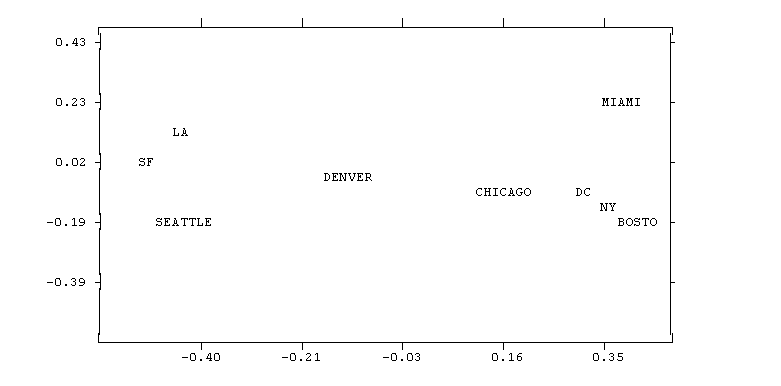 0.43
0.23 MIAMI
LA
0.02 SF
DENVER
CHICAGO DC
NY
-0.19 SEATTLE BOSTO
-0.39
-0.40 -0.21 -0.03 0.16 0.35